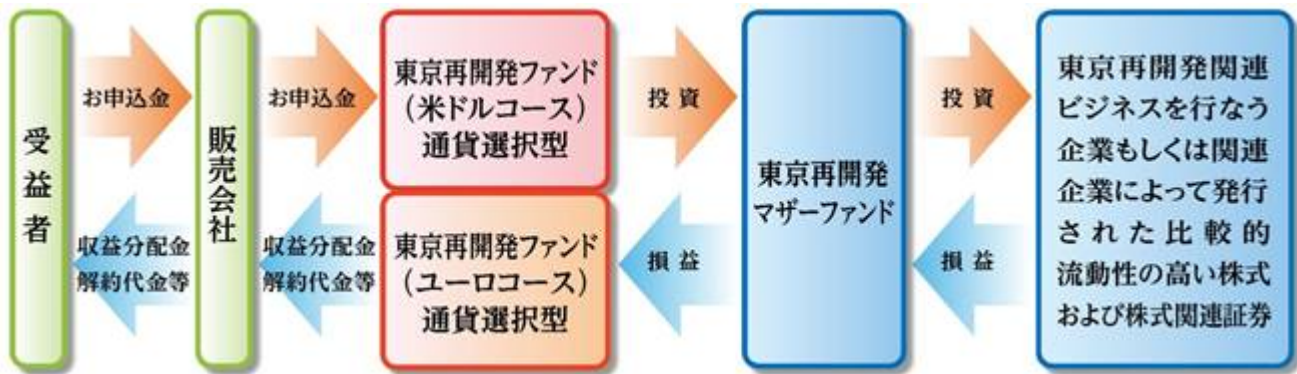 受益者
お申込金
収益分配金
解約代金等
販売会社
お申込金
収益分配金
解約代金等
東京再開発ファンド
(米ドルコース)
通貨選択型
東京再開発ファンド
(ユーロコース)
通貨選択型
投資
損益
東京再開発
マザーファンド
投資
損益
東京再開発関連
ビジネスを行なう
企業もしくは関連
企業によって発行
された比較的
流動性の高い株式
および株式関連証券